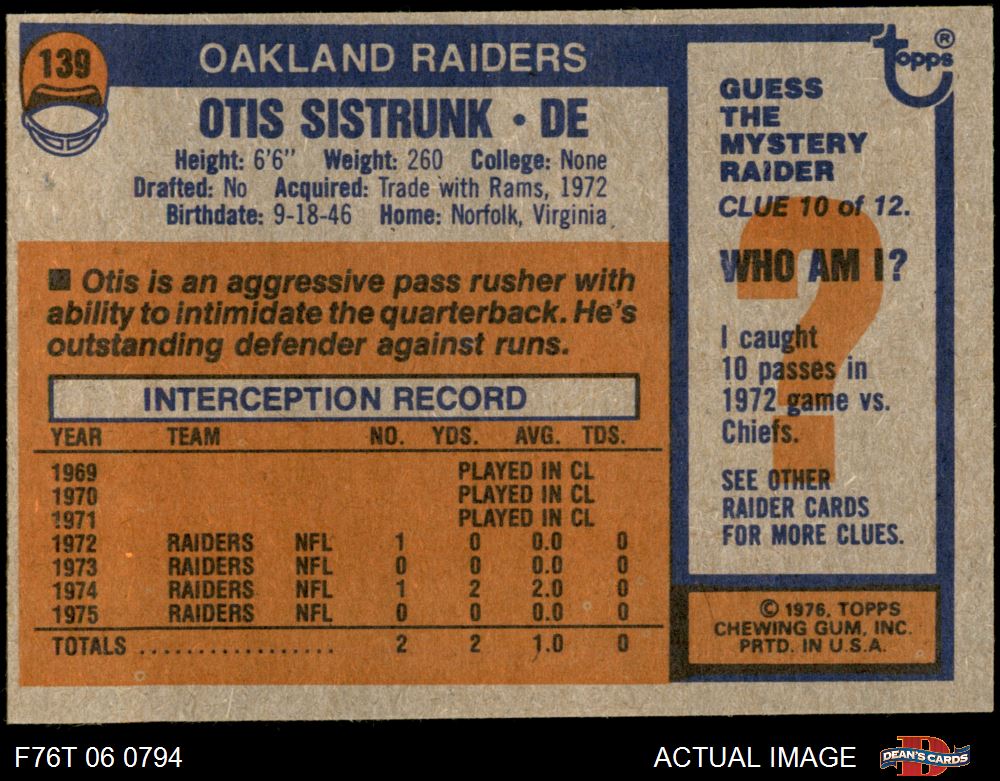 139
OAKLAND RAIDERS
OTIS SISTRUNK • DE
Height: 6'6" Weight: 260 College: None
Drafted: No Acquired: Trade with Rams, 1972
Birthdate: 9-18-46 Home: Norfolk, Virginia
■ Otis is an aggressive pass rusher with
ability to intimidate the quarterback. He's
outstanding defender against runs.
INTERCEPTION RECORD
YEAR TEAM NO. YDS. AVG. TDS.
1969 PLAYED IN CL
1970 PLAYED IN CL
1971 PLAYED IN CL
1972 RAIDERS NFL 1 0 0.0 0
1973 RAIDERS NFL 0 0 0.0 0
1974 RAIDERS NFL 1 2 2.0 0
1975 RAIDERS NFL 0 0 0.0 0
TOTALS .................. 2 2 1.0 0
topps®
GUESS
THE
MYSTERY
RAIDER
CLUE 10 of 12.
WHO AM I?
I caught
10 passes in
1972 game vs.
Chiefs.
SEE OTHER
RAIDER CARDS
FOR MORE CLUES.
© 1976, TOPPS
CHEWING GUM, INC.
PRTD. IN U.S.A.
F76T 06 0794
ACTUAL IMAGE
DEAN'S CARDS